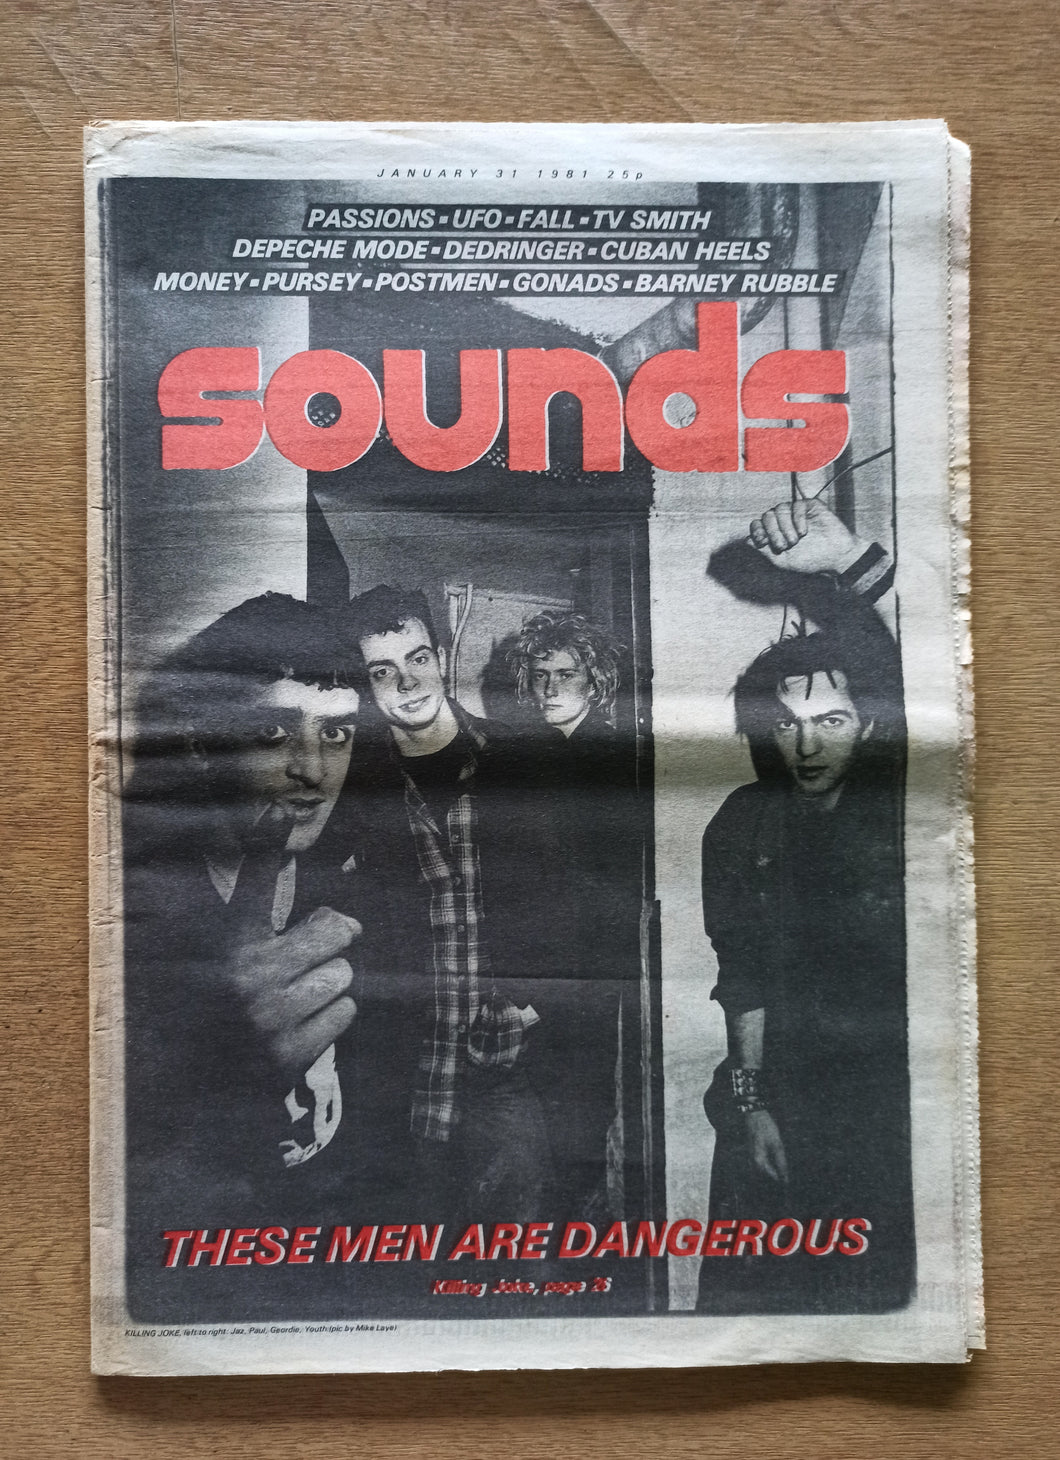 JANUARY 31 1981 25p
PASSIONS-UFO-FALL-TV SMITH
DEPECHE MODE-DEDRINGER-CUBAN HEELS
MONEY-PURSEY-POSTMEN-GONADS-BARNEY RUBBLE
sounds
THESE MEN ARE DANGEROUS
Killing Joke, page 26
KILLING JOKE, left to right: Jaz, Paul, Geordie, Youth (pic by Mike Laye)